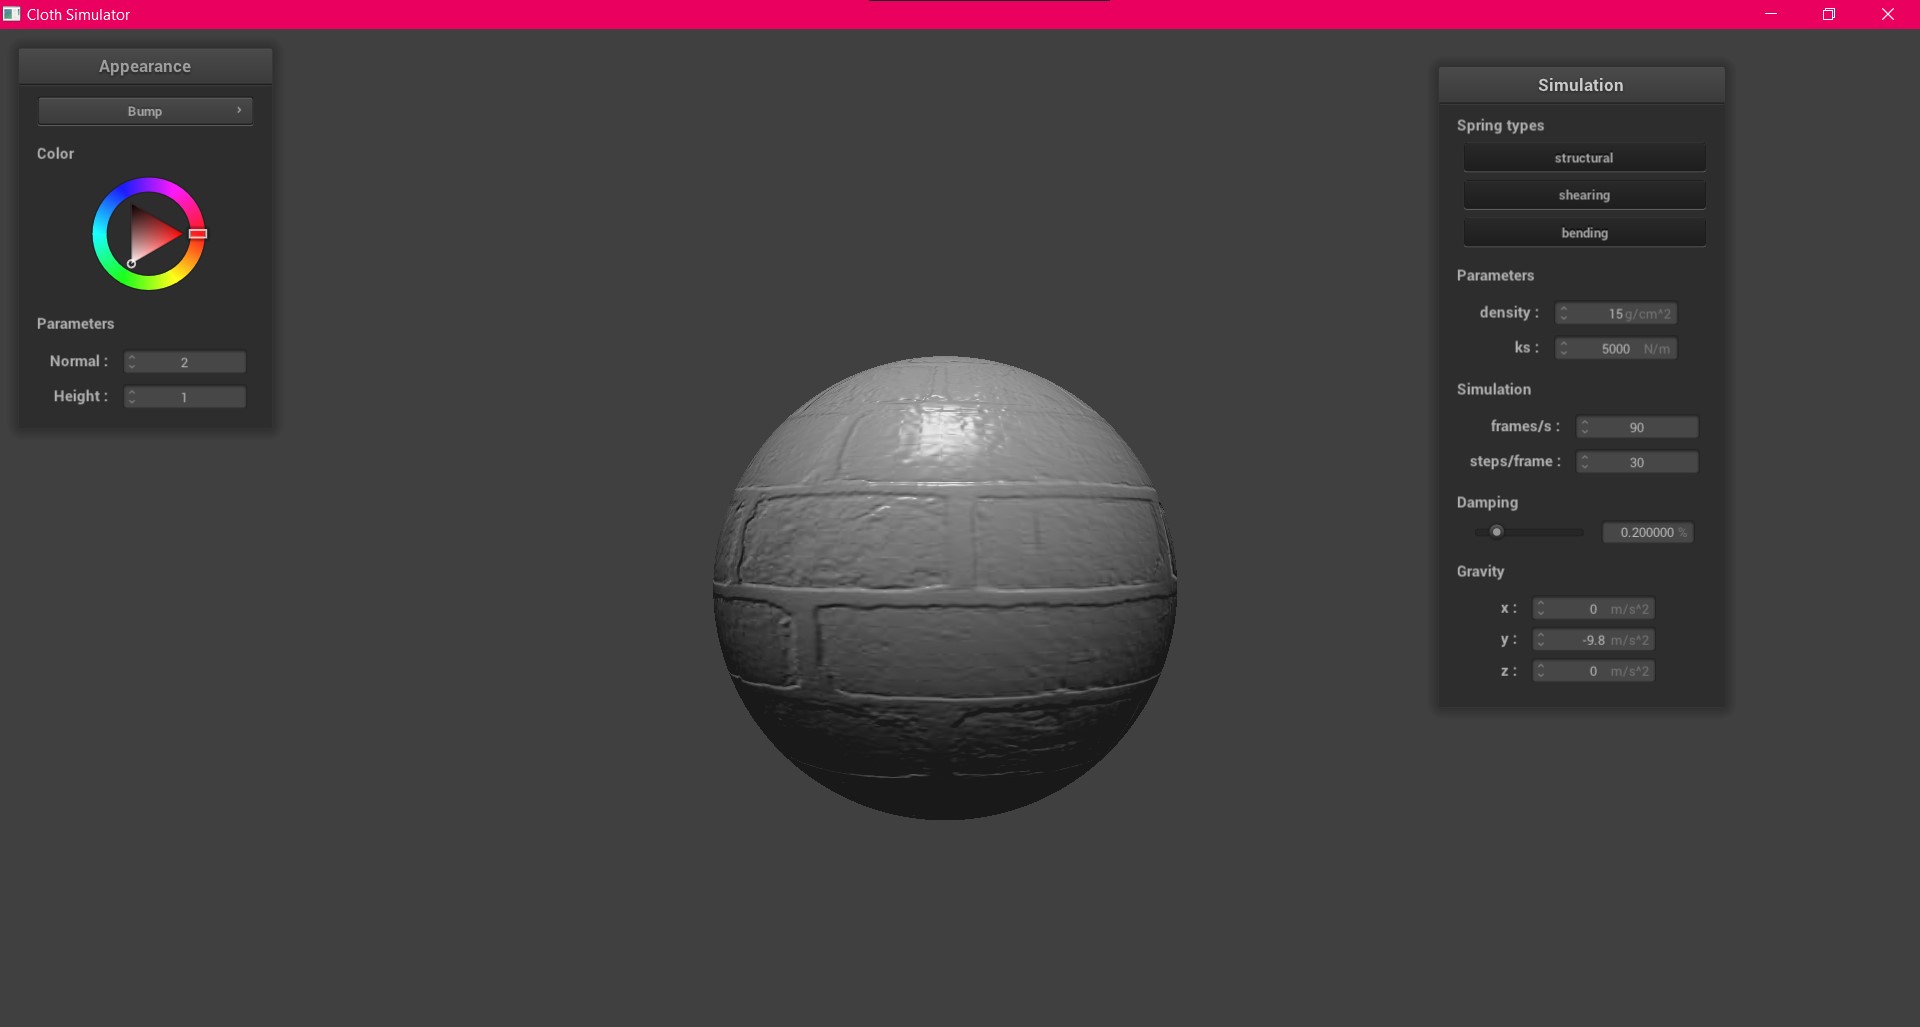 Cloth Simulator
Appearance
Bump
Color
Parameters
Normal : 2
Height : 1
Simulation
Spring types
structural
shearing
bending
Parameters
density : 15 g/cm^2
ks : 5000 N/m
Simulation
frames/s : 90
steps/frame : 30
Damping
0.200000 %
Gravity
x : 0 m/s^2
y : -9.8 m/s^2
z : 0 m/s^2